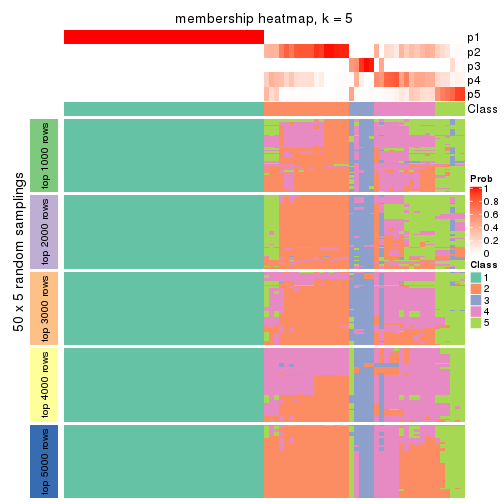 membership heatmap, k = 5
p1
p2
p3
p4
p5
Class
50 x 5 random samplings
top 1000 rows
top 2000 rows
top 3000 rows
top 4000 rows
top 5000 rows
Prob
1
0.8
0.6
0.4
0.2
0
Class
1
2
3
4
5